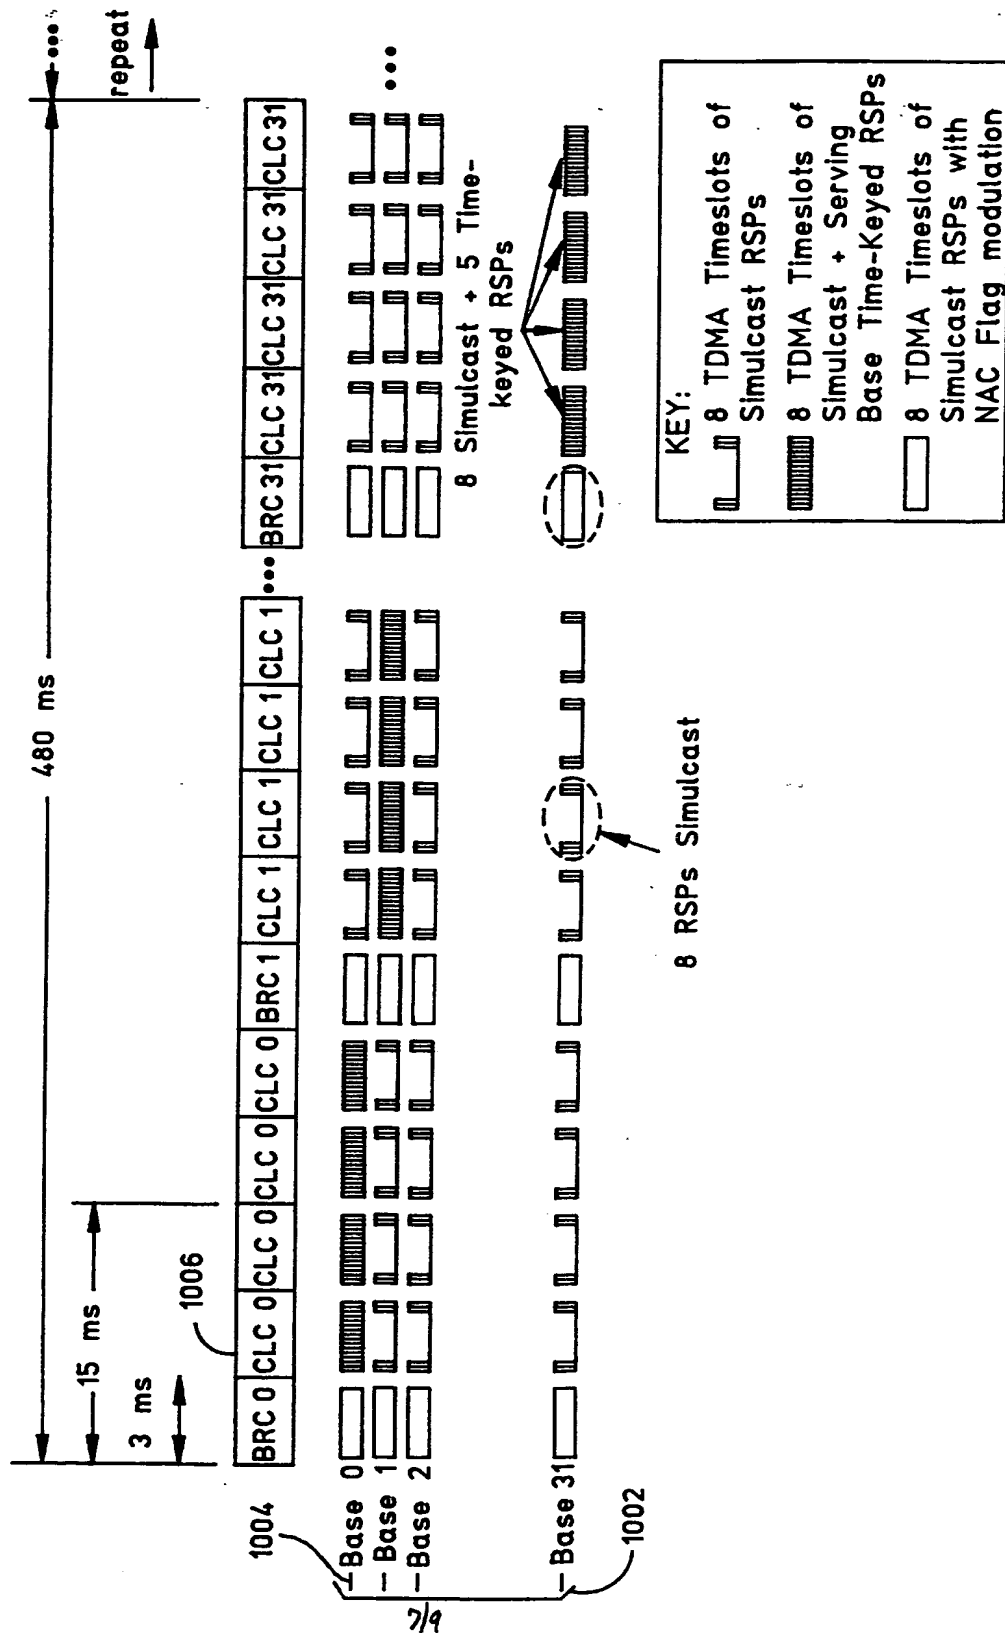 480 ms
•••
repeat
15 ms
3 ms
1006
BRC 0 CLC 0 CLC 0 CLC 0 CLC 0 BRC 1 CLC 1 CLC 1 CLC 1 CLC 1 ••• BRC 31 CLC 31 CLC 31 CLC 31 CLC 31
1004
Base 0
Base 1
Base 2
•••
8 Simulcast + 5 Time-
keyed RSPs
Base 31
1002
8 RSPs Simulcast
KEY:
8 TDMA Timeslots of
Simulcast RSPs
8 TDMA Timeslots of
Simulcast + Serving
Base Time-Keyed RSPs
8 TDMA Timeslots of
Simulcast RSPs with
NAC Flag modulation
7/9